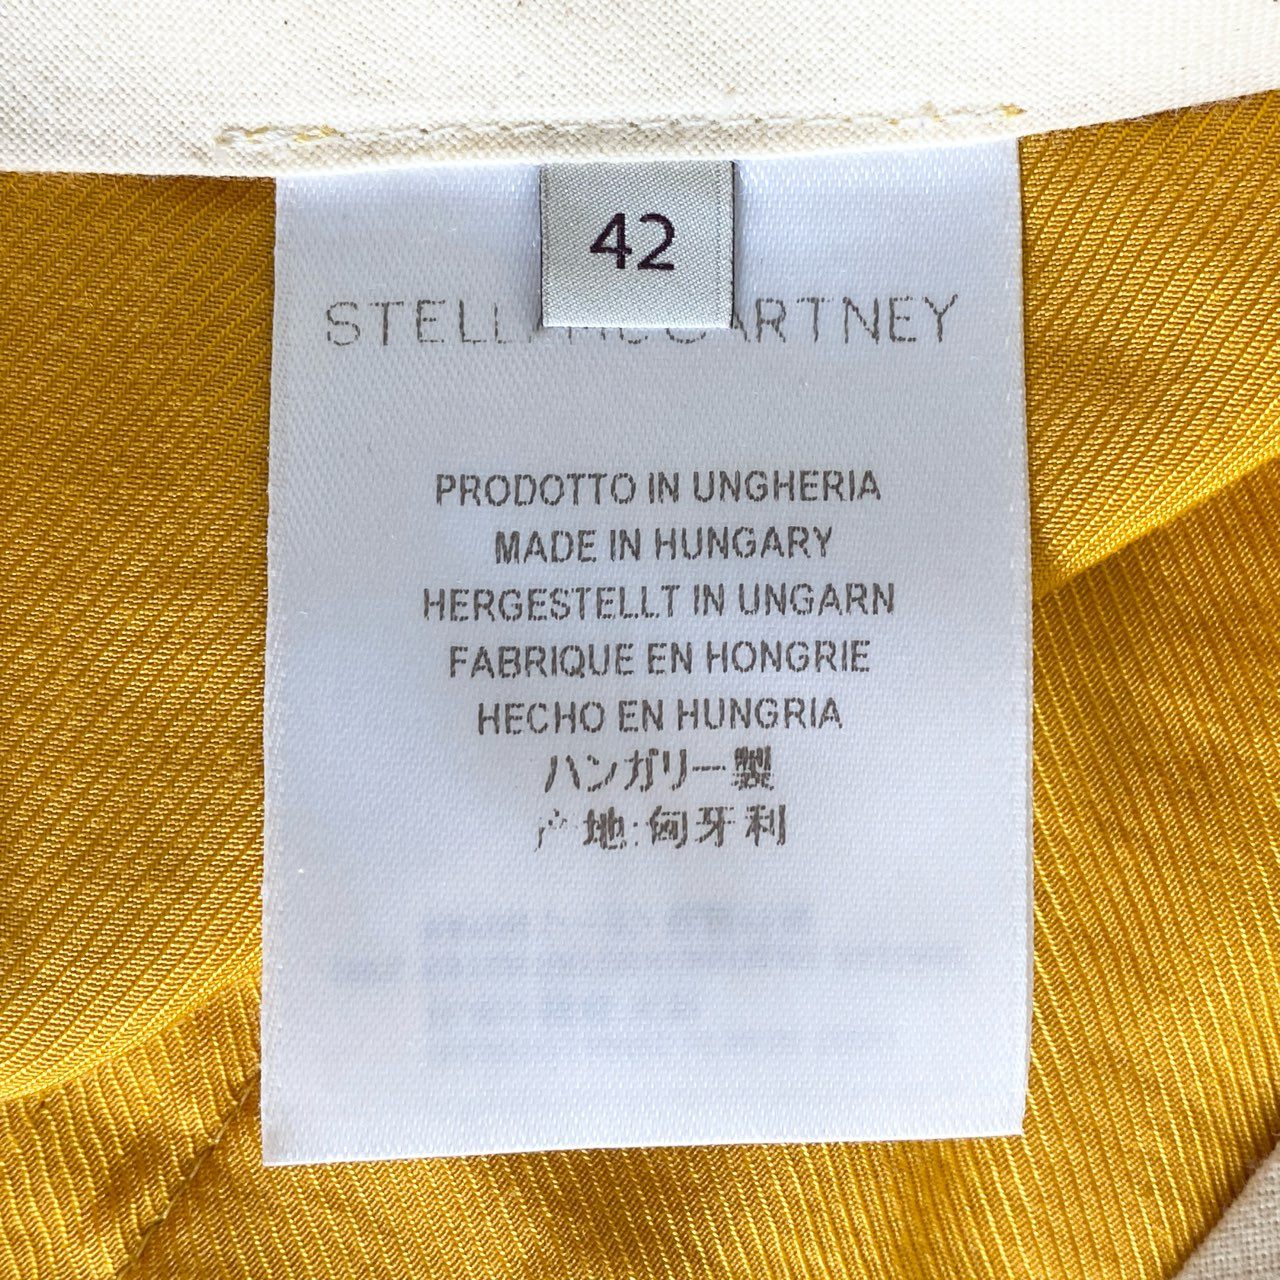 42
STELLA McCARTNEY
PRODOTTO IN UNGHERIA
MADE IN HUNGARY
HERGESTELLT IN UNGARN
FABRIQUE EN HONGRIE
HECHO EN HUNGRIA
ハンガリー製
产地:匈牙利